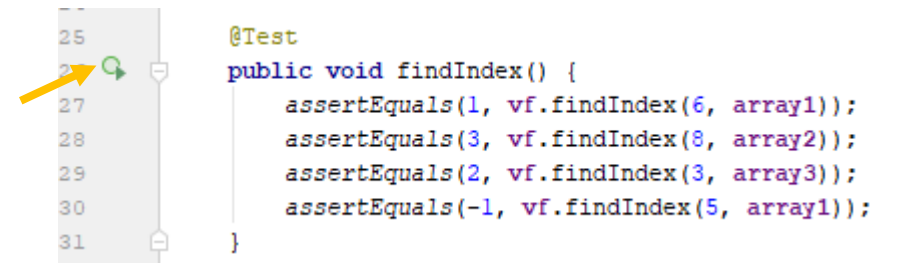 25 @Test
public void findIndex() {
27 assertEquals(1, vf.findIndex(6, array1));
28 assertEquals(3, vf.findIndex(8, array2));
29 assertEquals(2, vf.findIndex(3, array3));
30 assertEquals(-1, vf.findIndex(5, array1));
31 }